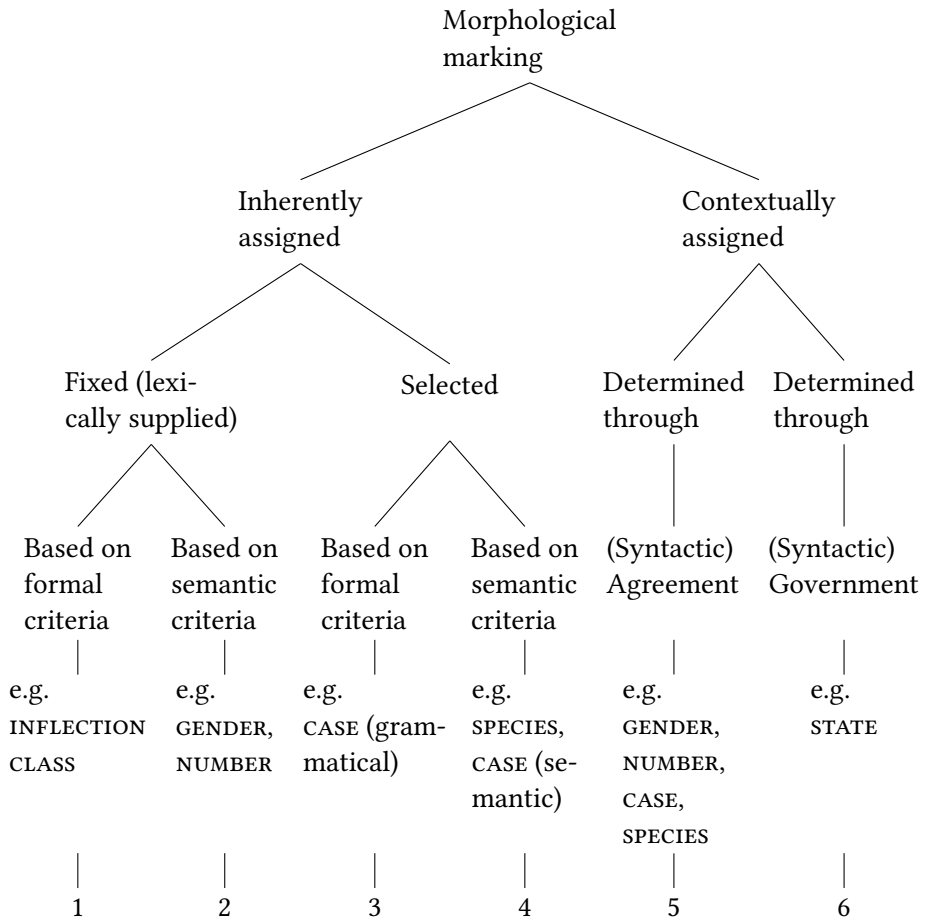 Morphological
marking
Inherently
assigned
Contextually
assigned
Fixed (lexi-
cally supplied)
Selected
Determined
through
Determined
through
Based on
formal
criteria
Based on
semantic
criteria
Based on
formal
criteria
Based on
semantic
criteria
(Syntactic)
Agreement
(Syntactic)
Government
e.g.
INFLECTION
CLASS
e.g.
GENDER,
NUMBER
e.g.
CASE (gram-
matical)
e.g.
SPECIES,
CASE (se-
mantic)
e.g.
GENDER,
NUMBER,
CASE,
SPECIES
e.g.
STATE
1
2
3
4
5
6